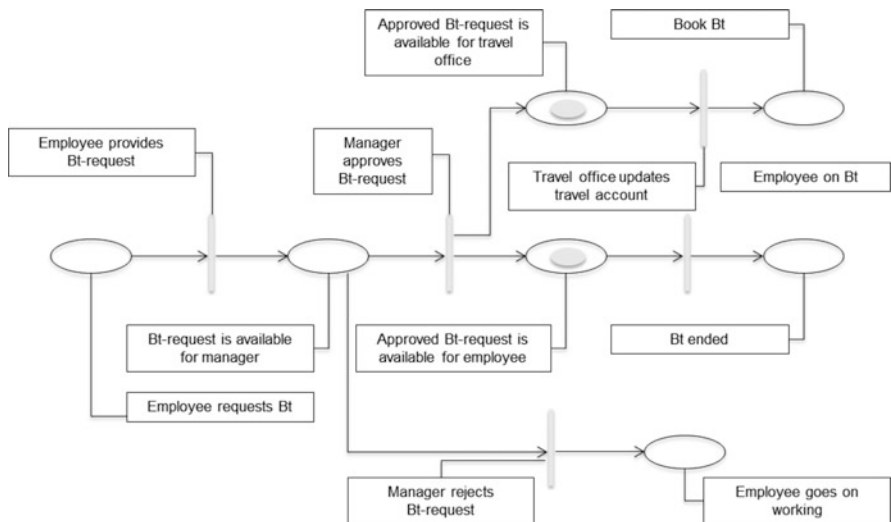 Approved Bt-request is
available for travel
office
Book Bt
Employee provides
Bt-request
Manager
approves
Bt-request
Travel office updates
travel account
Employee on Bt
Bt-request is available
for manager
Approved Bt-request is
available for employee
Bt ended
Employee requests Bt
Manager rejects
Bt-request
Employee goes on
working